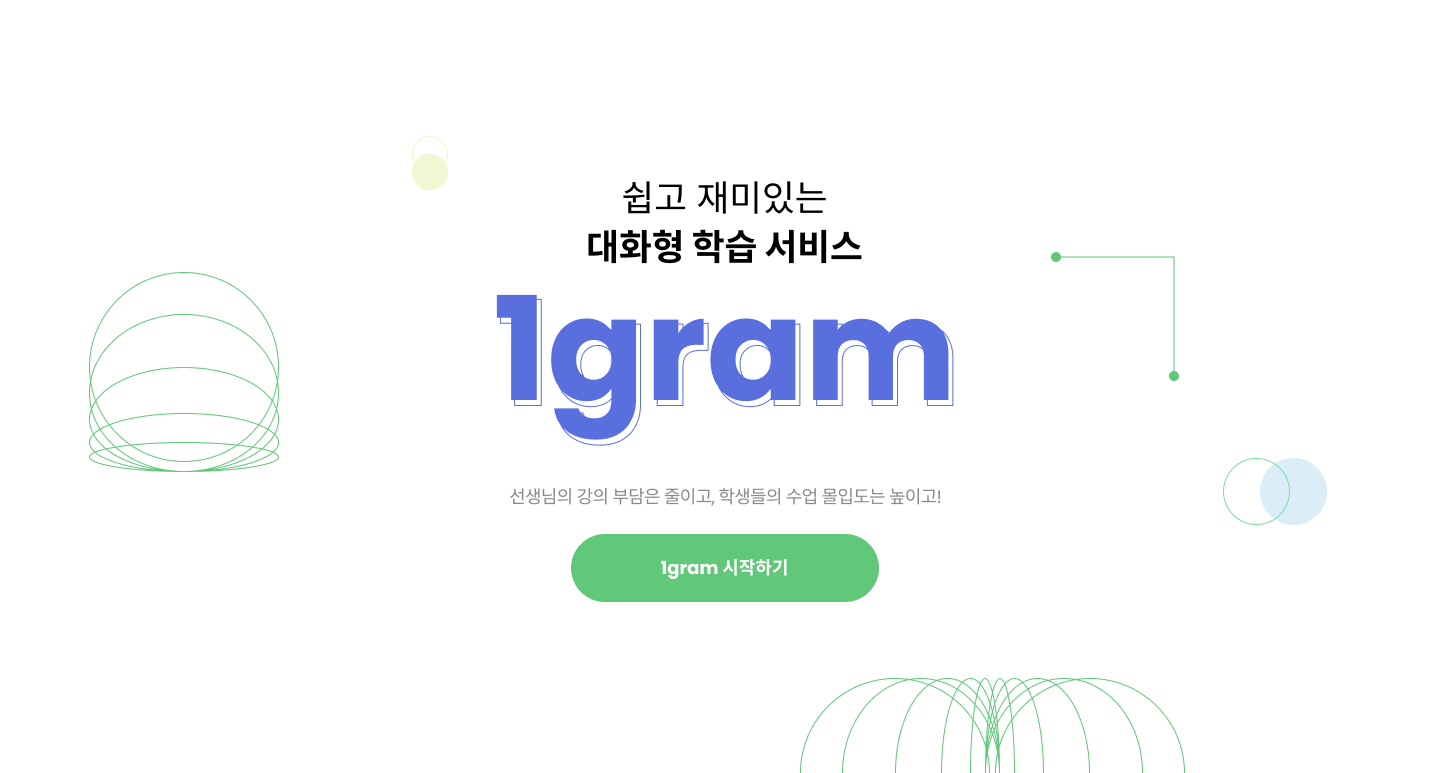 쉽고 재미있는
대화형 학습 서비스
1gram
선생님의 강의 부담은 줄이고, 학생들의 수업 몰입도는 높이고!
1gram 시작하기